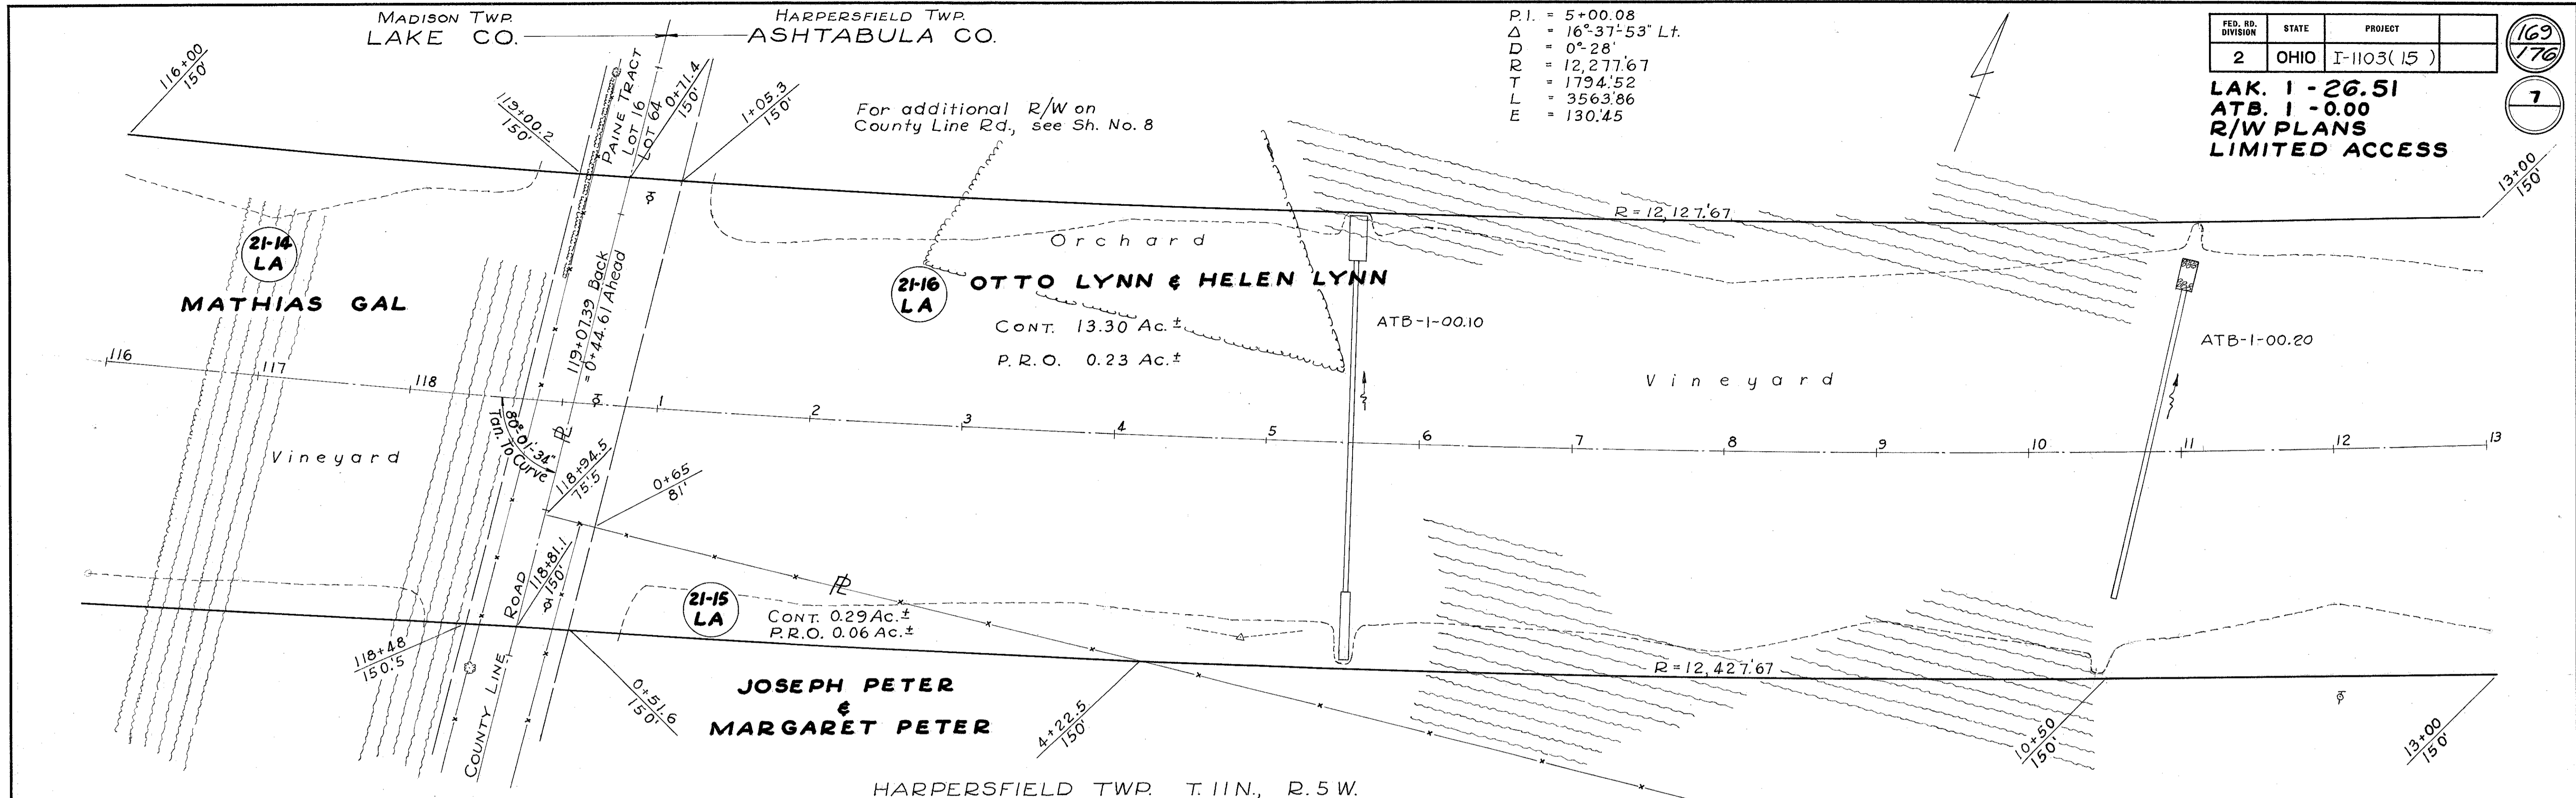 MADISON TWP.
LAKE CO.
HARPERSFIELD TWP.
ASHTABULA CO.
P.I. = 5+00.08
Δ = 16°-37'-53" Lt.
D = 0°-28'
R = 12,277.'67
T = 1794.'52
L = 3563.'86
E = 130.'45
FED. RD. DIVISION
STATE
PROJECT
2
OHIO
I-1103(15)
169
176
7
LAK. 1 - 26.51
ATB. 1 - 0.00
R/W PLANS
LIMITED ACCESS
116+00
150'
119+00.2
150'
PAINE TRACT
LOT 16
LOT 64
0+71.4
150'
1+05.3
150'
For additional R/W on
County Line Rd., see Sh. No. 8
13+00
150'
R = 12,127.'67
21-14
LA
MATHIAS GAL
119+07.39 Back
= 0+44.61 Ahead
Orchard
21-16
LA
OTTO LYNN & HELEN LYNN
CONT. 13.30 AC.±
P.R.O. 0.23 AC.±
ATB-1-00.10
ATB-1-00.20
Vineyard
116
117
118
1
2
3
4
5
6
7
8
9
10
11
12
13
80°-01'-34"
Tan. To Curve
PL
Vineyard
118+94.5
75.'5
0+65
81'
118+81.1
150'
PL
21-15
LA
CONT. 0.29 AC.±
P.R.O. 0.06 AC.±
118+48
150.'5
COUNTY LINE ROAD
0+51.6
150'
JOSEPH PETER
&
MARGARET PETER
4+22.5
150'
R = 12,427.'67
10+50
150'
13+00
150'
HARPERSFIELD TWP. T. 11 N., R. 5 W.